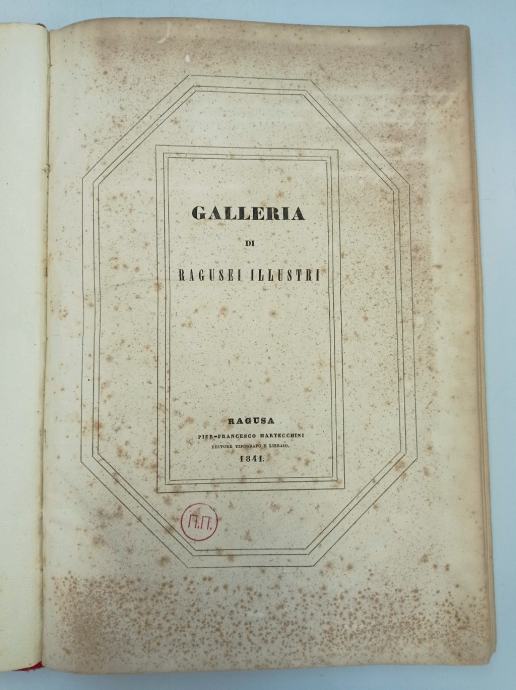 GALLERIA
DI
RAGUSEI ILLUSTRI
RAGUSA
PIER-FRANCESCO MARTECCHINI
EDITORE TIPOGRAFO E LIBRAIO.
1841.
П.П.